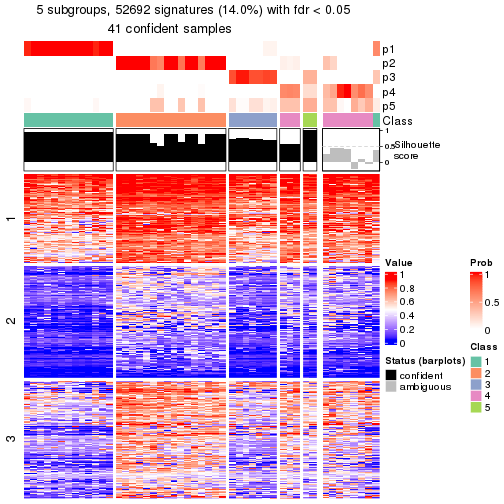 5 subgroups, 52692 signatures (14.0%) with fdr < 0.05
41 confident samples
p1
p2
p3
p4
p5
Class
1
0.5
0
Silhouette
score
1
2
3
Value
1
0.8
0.6
0.4
0.2
0
Status (barplots)
confident
ambiguous
Prob
1
0.5
0
Class
1
2
3
4
5